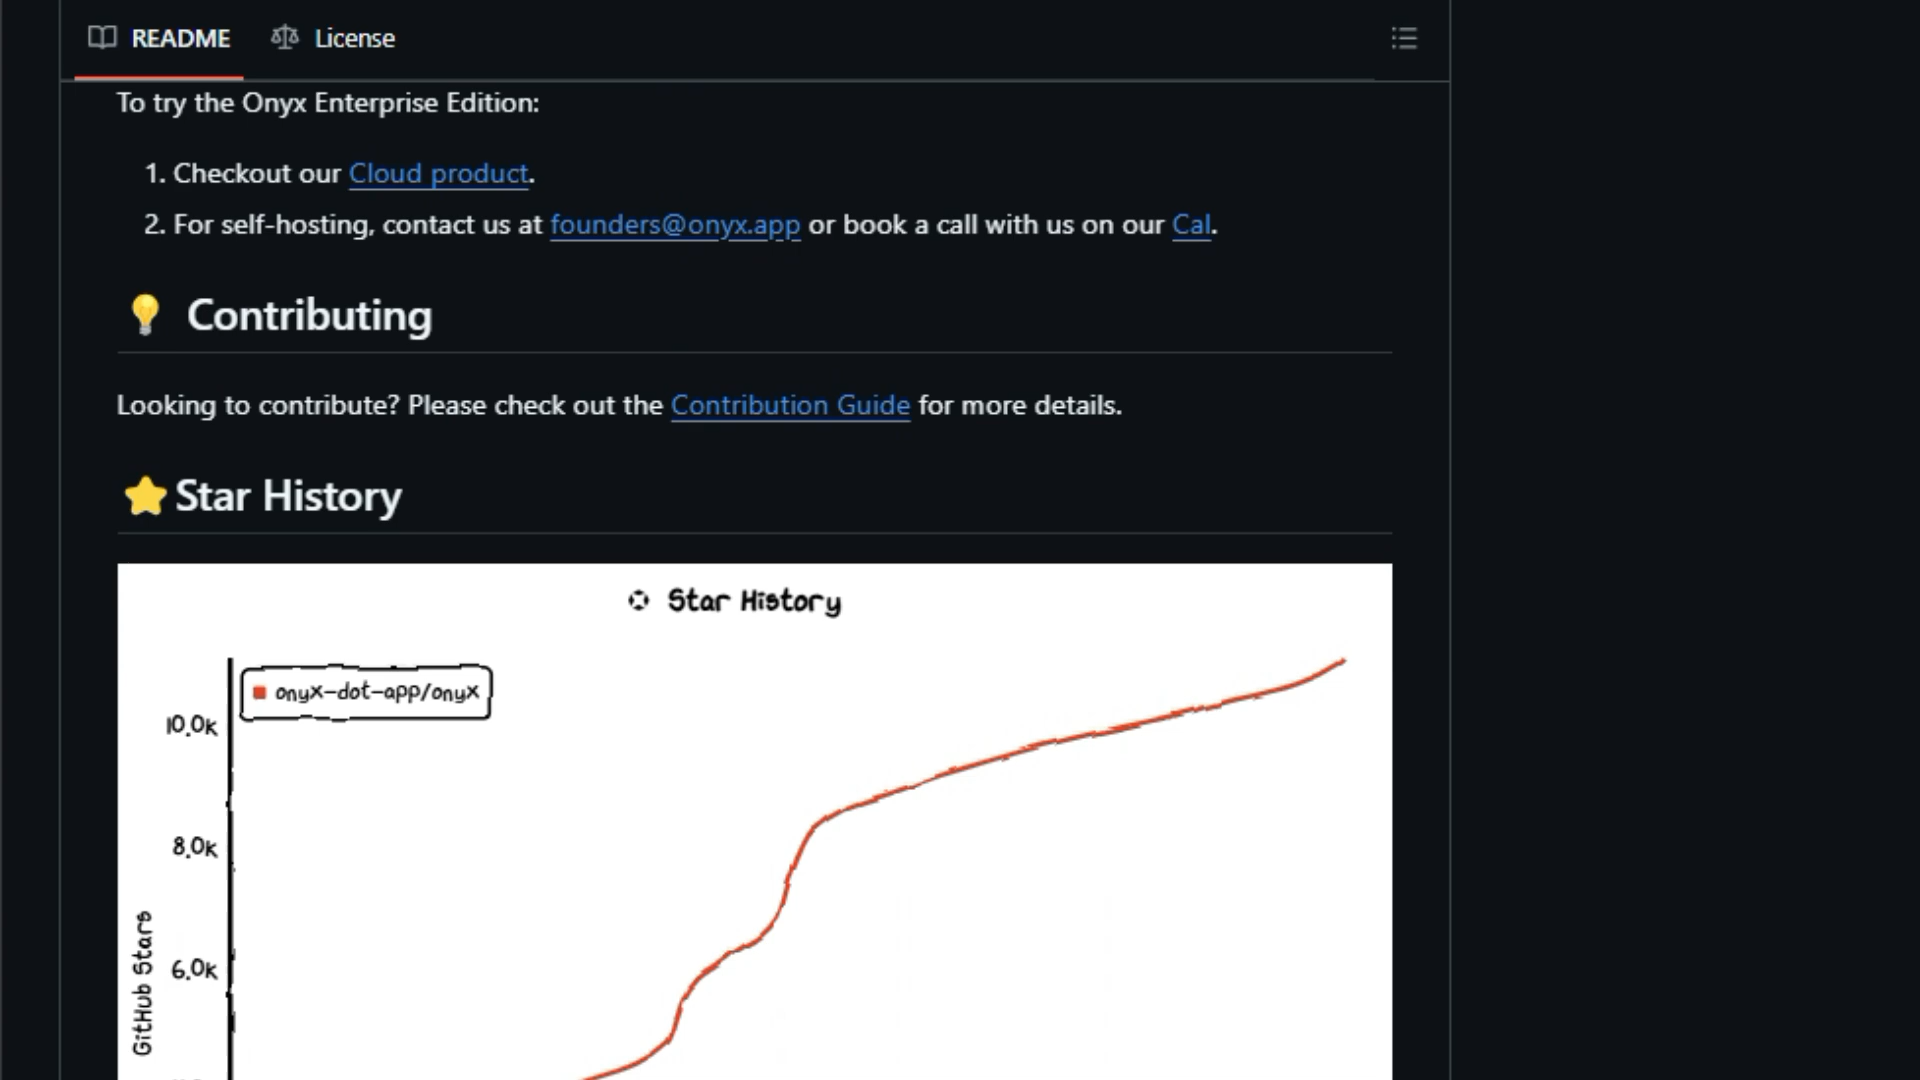 README
License
To try the Onyx Enterprise Edition:
1. Checkout our Cloud product.
2. For self-hosting, contact us at founders@onyx.app or book a call with us on our Cal.
💡 Contributing
Looking to contribute? Please check out the Contribution Guide for more details.
⭐ Star History
Star History
onyx-dot-app/onyx
10.0k
8.0k
6.0k
GitHub Stars